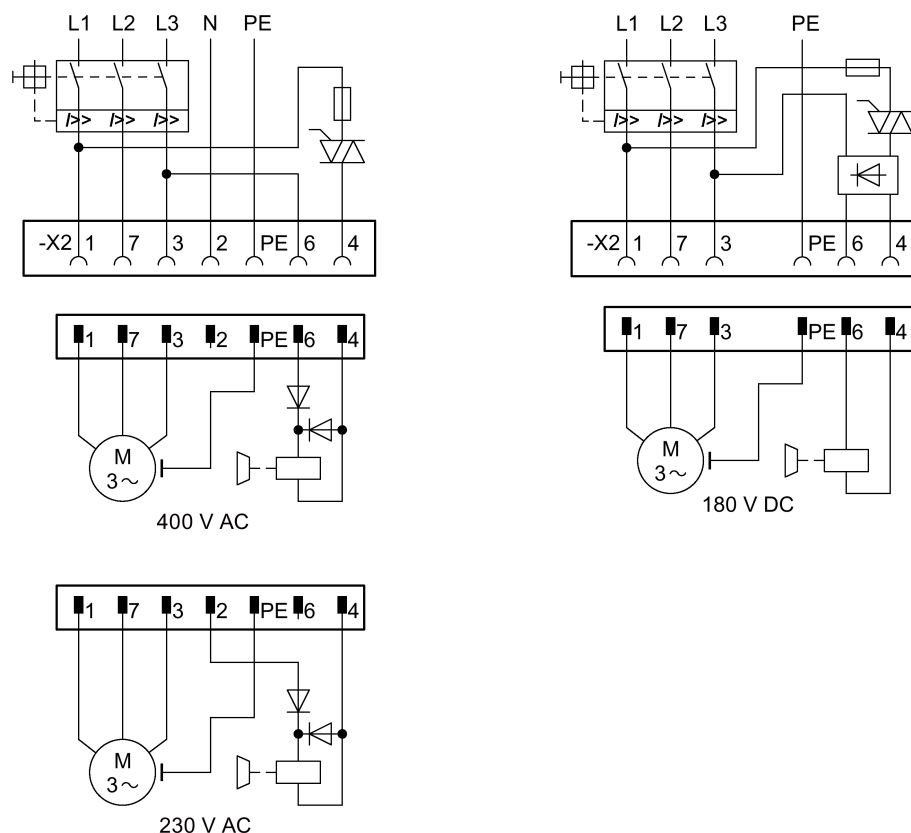 L1 L2 L3 N PE
I>> I>> I>>
-X2 1 7 3 2 PE 6 4
1 7 3 2 PE 6 4
M
3~
400 V AC
1 7 3 2 PE 6 4
M
3~
230 V AC
L1 L2 L3 PE
I>> I>> I>>
-X2 1 7 3 PE 6 4
1 7 3 PE 6 4
M
3~
180 V DC